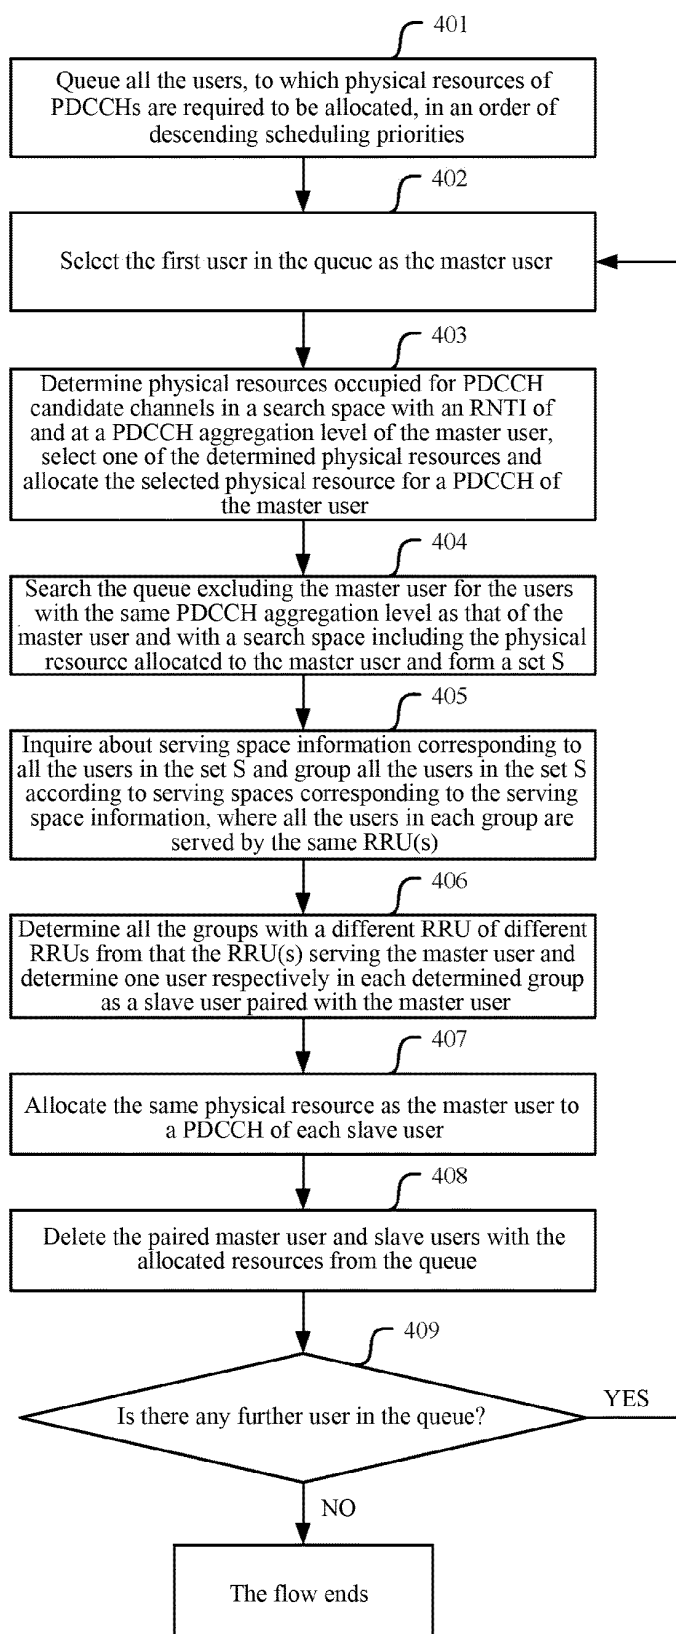 401
Queue all the users, to which physical resources of
PDCCHs are required to be allocated, in an order of
descending scheduling priorities
402
Select the first user in the queue as the master user
403
Determine physical resources occupied for PDCCH
candidate channels in a search space with an RNTI of
and at a PDCCH aggregation level of the master user,
select one of the determined physical resources and
allocate the selected physical resource for a PDCCH of
the master user
404
Search the queue excluding the master user for the users
with the same PDCCH aggregation level as that of the
master user and with a search space including the physical
resource allocated to the master user and form a set S
405
Inquire about serving space information corresponding to
all the users in the set S and group all the users in the set S
according to serving spaces corresponding to the serving
space information, where all the users in each group are
served by the same RRU(s)
406
Determine all the groups with a different RRU of different
RRUs from that the RRU(s) serving the master user and
determine one user respectively in each determined group
as a slave user paired with the master user
407
Allocate the same physical resource as the master user to
a PDCCH of each slave user
408
Delete the paired master user and slave users with the
allocated resources from the queue
409
Is there any further user in the queue?
YES
NO
The flow ends